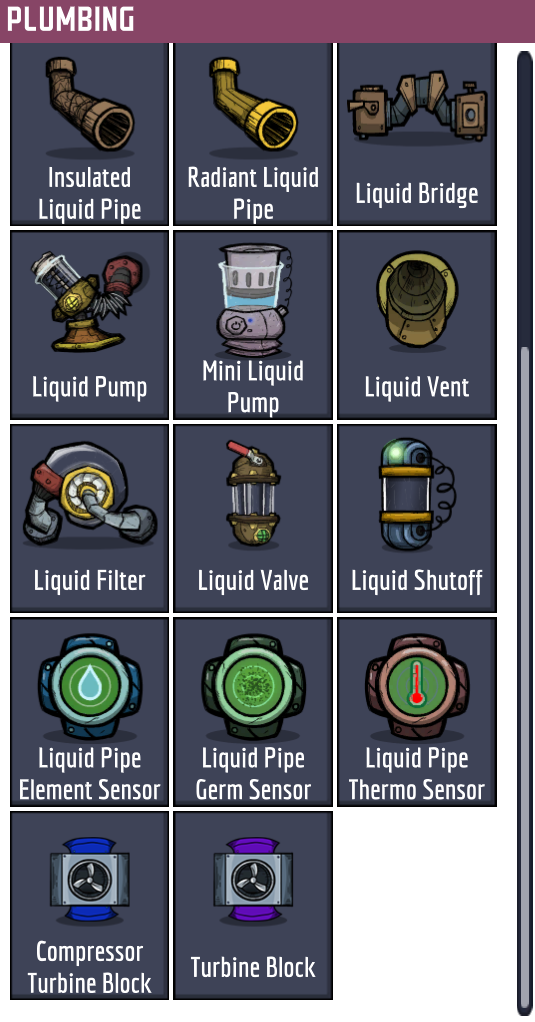 PLUMBING
Insulated
Liquid Pipe
Radiant Liquid
Pipe
Liquid Bridge
Liquid Pump
Mini Liquid
Pump
Liquid Vent
Liquid Filter
Liquid Valve
Liquid Shutoff
Liquid Pipe
Element Sensor
Liquid Pipe
Germ Sensor
Liquid Pipe
Thermo Sensor
Compressor
Turbine Block
Turbine Block